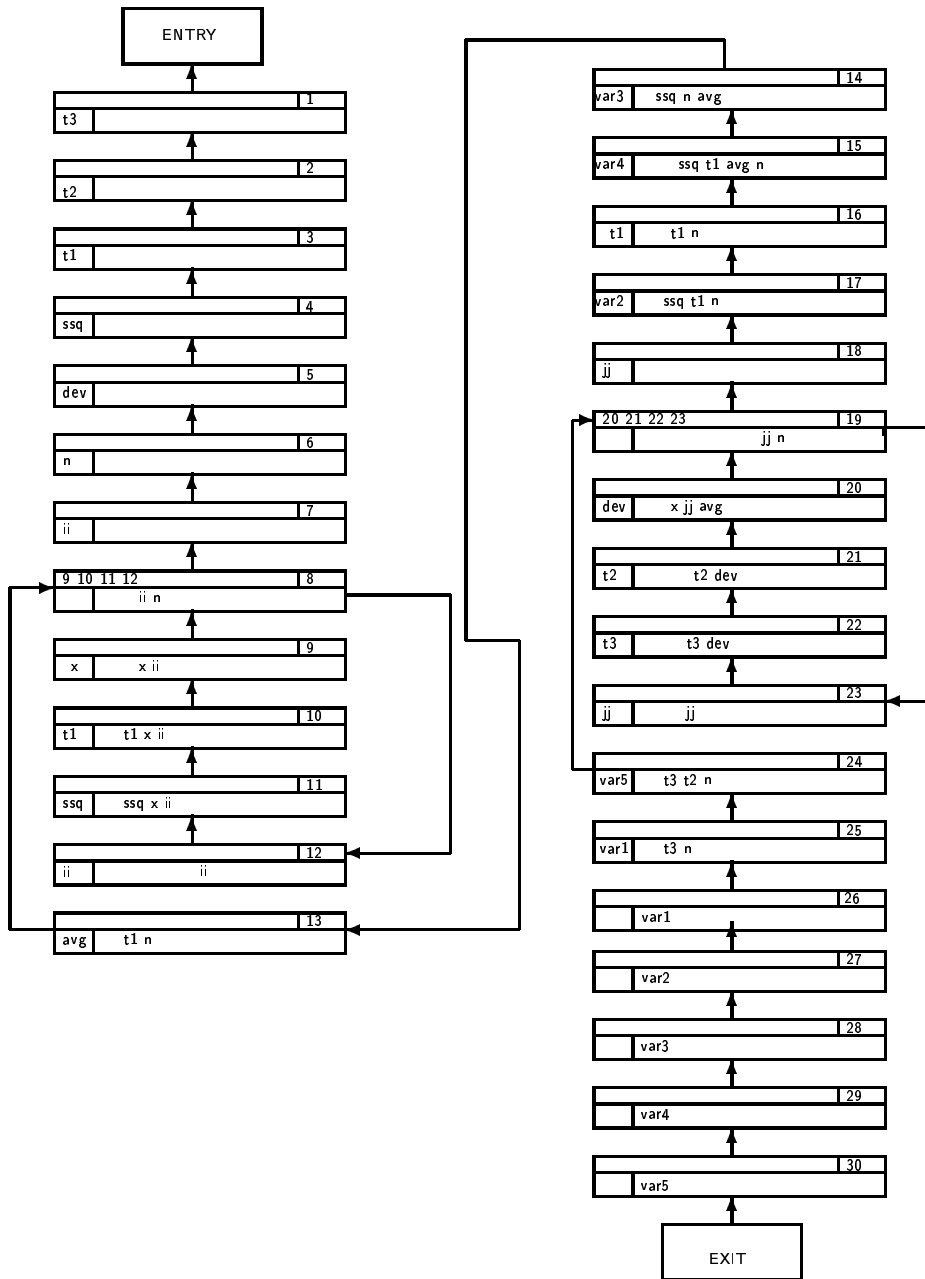 ENTRY
1
t3
2
t2
3
t1
4
ssq
5
dev
6
n
7
ii
9 10 11 12 8
ii n
9
x x ii
10
t1 t1 x ii
11
ssq ssq x ii
12
ii ii
13
avg t1 n
14
var3 ssq n avg
15
var4 ssq t1 avg n
16
t1 t1 n
17
var2 ssq t1 n
18
jj
20 21 22 23 19
jj n
20
dev x jj avg
21
t2 t2 dev
22
t3 t3 dev
23
jj jj
24
var5 t3 t2 n
25
var1 t3 n
26
var1
27
var2
28
var3
29
var4
30
var5
EXIT